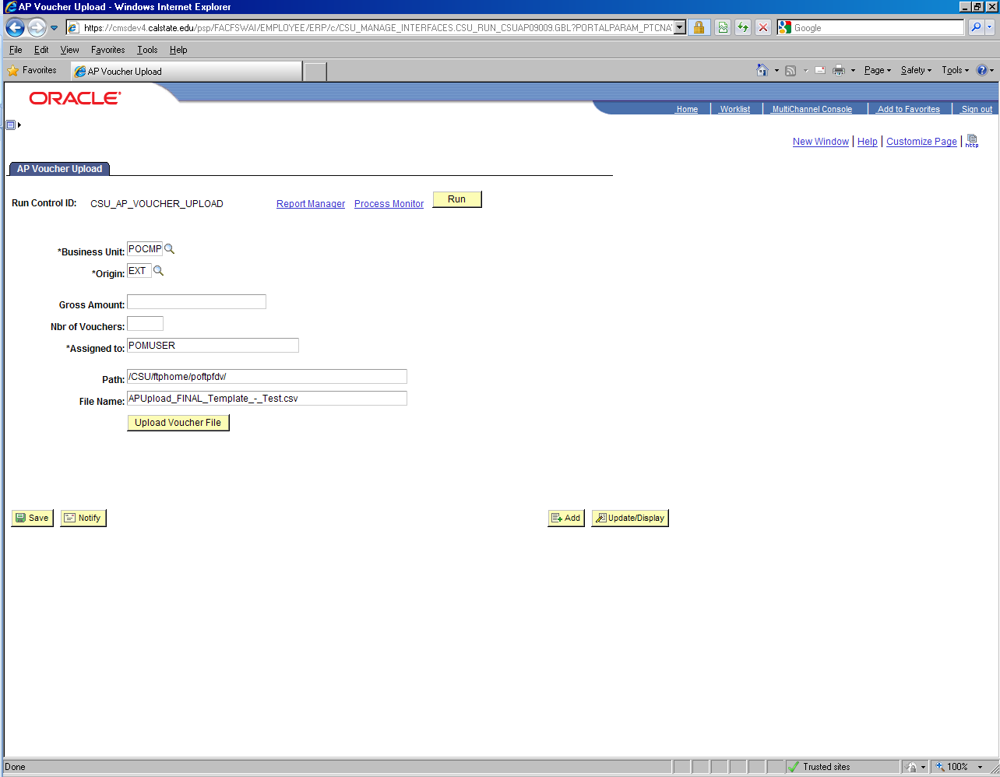 AP Voucher Upload - Windows Internet Explorer
https://cmsdev4.calstate.edu/psp/FACFSWAI/EMPLOYEE/ERP/c/CSU_MANAGE_INTERFACES.CSU_RUN_CSUAP09009.GBL?PORTALPARAM_PTCNA
Google
File Edit View Favorites Tools Help
Favorites AP Voucher Upload Page Safety Tools
ORACLE
Home Worklist MultiChannel Console Add to Favorites Sign out
New Window | Help | Customize Page | http
AP Voucher Upload
Run Control ID: CSU_AP_VOUCHER_UPLOAD Report Manager Process Monitor Run
*Business Unit: POCMP
*Origin: EXT
Gross Amount:
Nbr of Vouchers:
*Assigned to: POMUSER
Path: /CSU/ftphome/poftpfdv/
File Name: APUpload_FINAL_Template_-_Test.csv
Upload Voucher File
Save Notify Add Update/Display
Done Trusted sites 100%